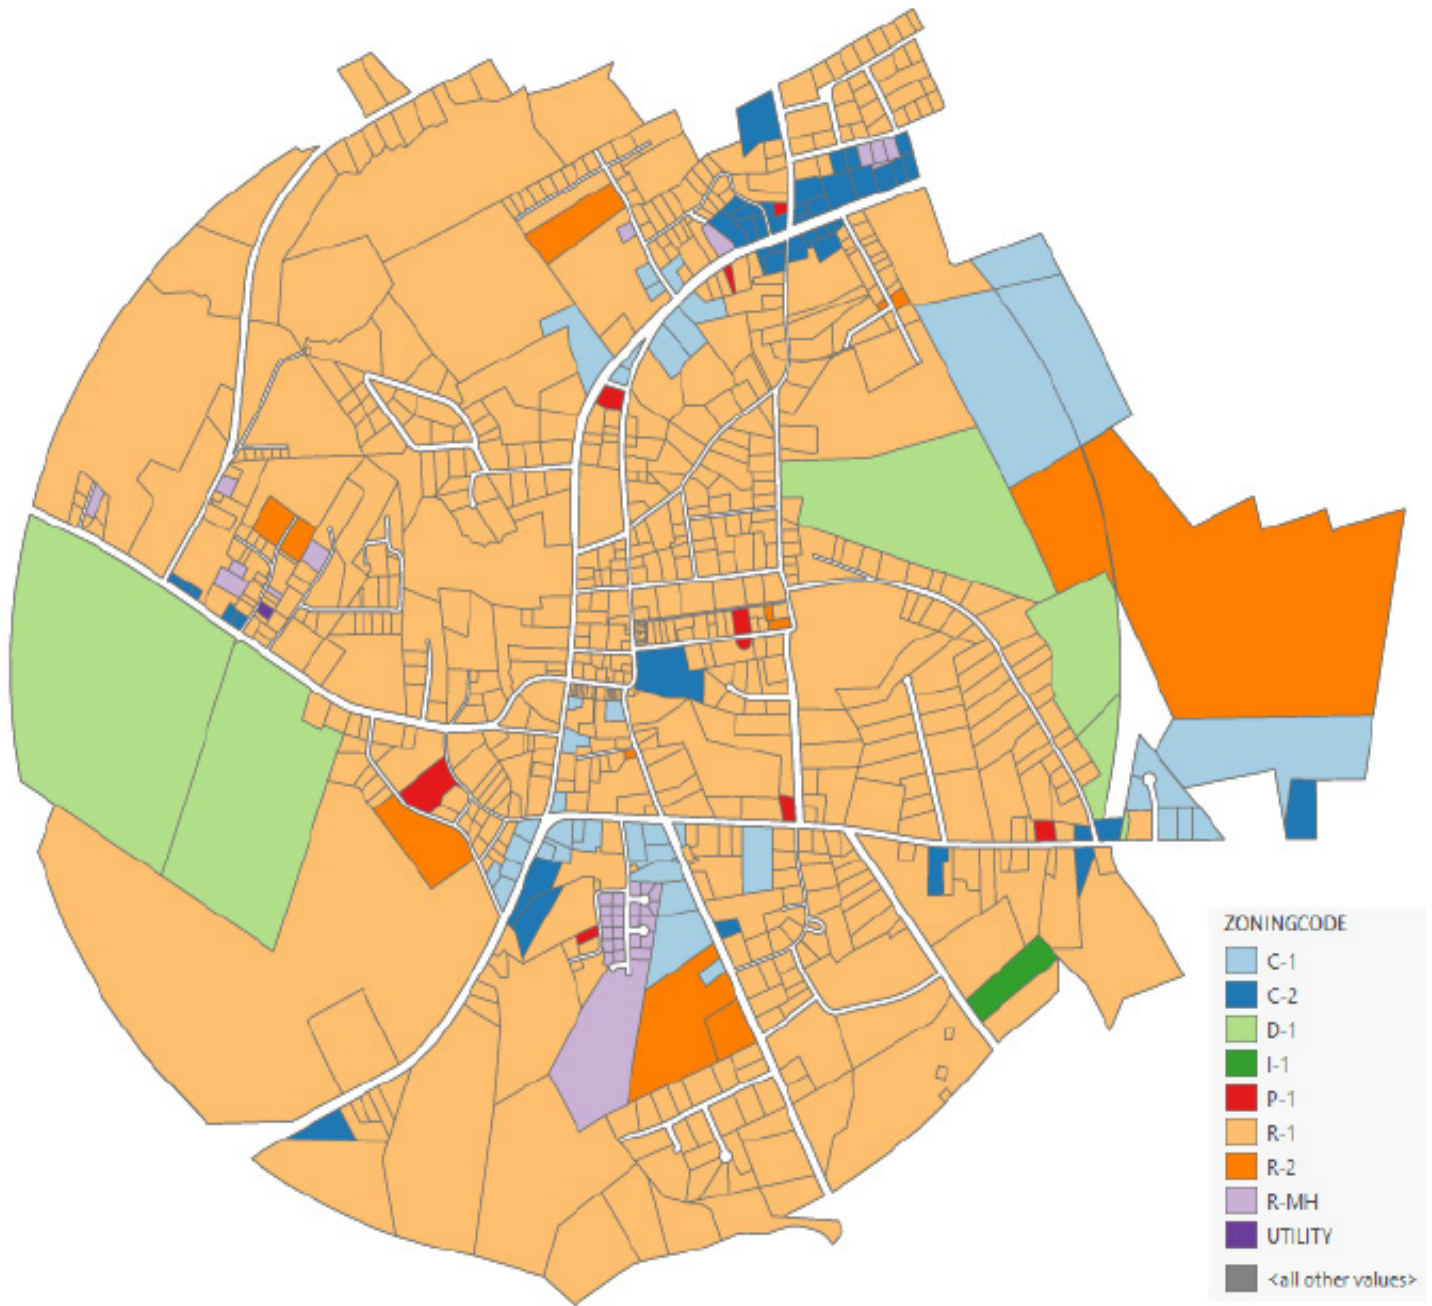 ZONINGCODE
C-1
C-2
D-1
I-1
P-1
R-1
R-2
R-MH
UTILITY
<all other values>